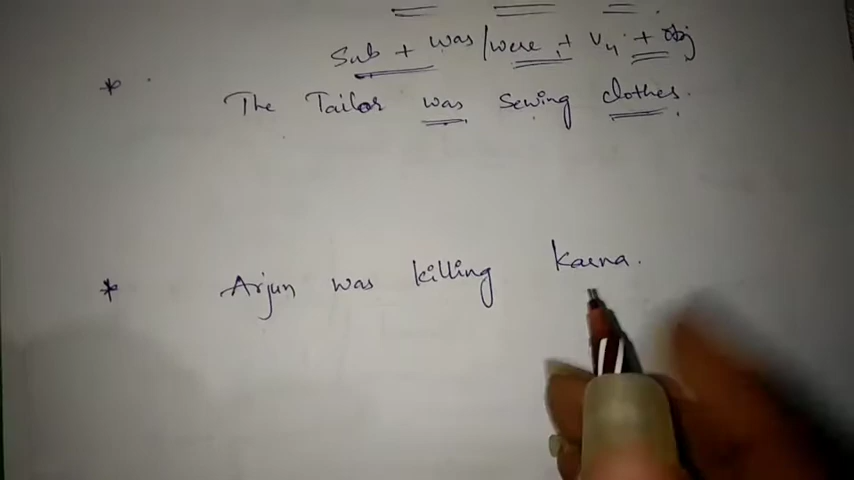 Sub + was/were + V4 + obj
* The Tailor was Sewing clothes.
* Arjun was killing Karna.